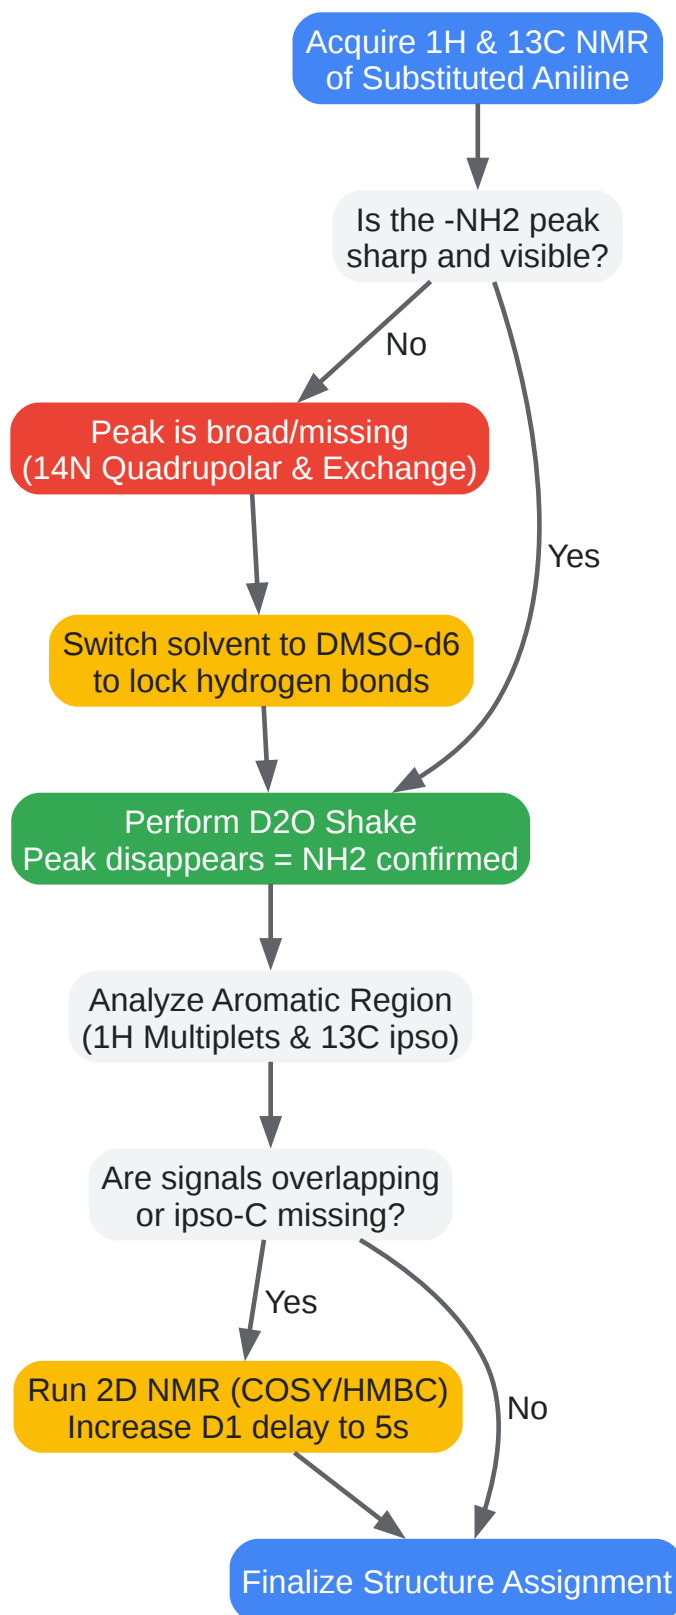 Acquire 1H & 13C NMR
of Substituted Aniline
Is the -NH2 peak
sharp and visible?
No
Peak is broad/missing
(14N Quadrupolar & Exchange)
Yes
Switch solvent to DMSO-d6
to lock hydrogen bonds
Perform D2O Shake
Peak disappears = NH2 confirmed
Analyze Aromatic Region
(1H Multiplets & 13C ipso)
Are signals overlapping
or ipso-C missing?
Yes
Run 2D NMR (COSY/HMBC)
Increase D1 delay to 5s
No
Finalize Structure Assignment